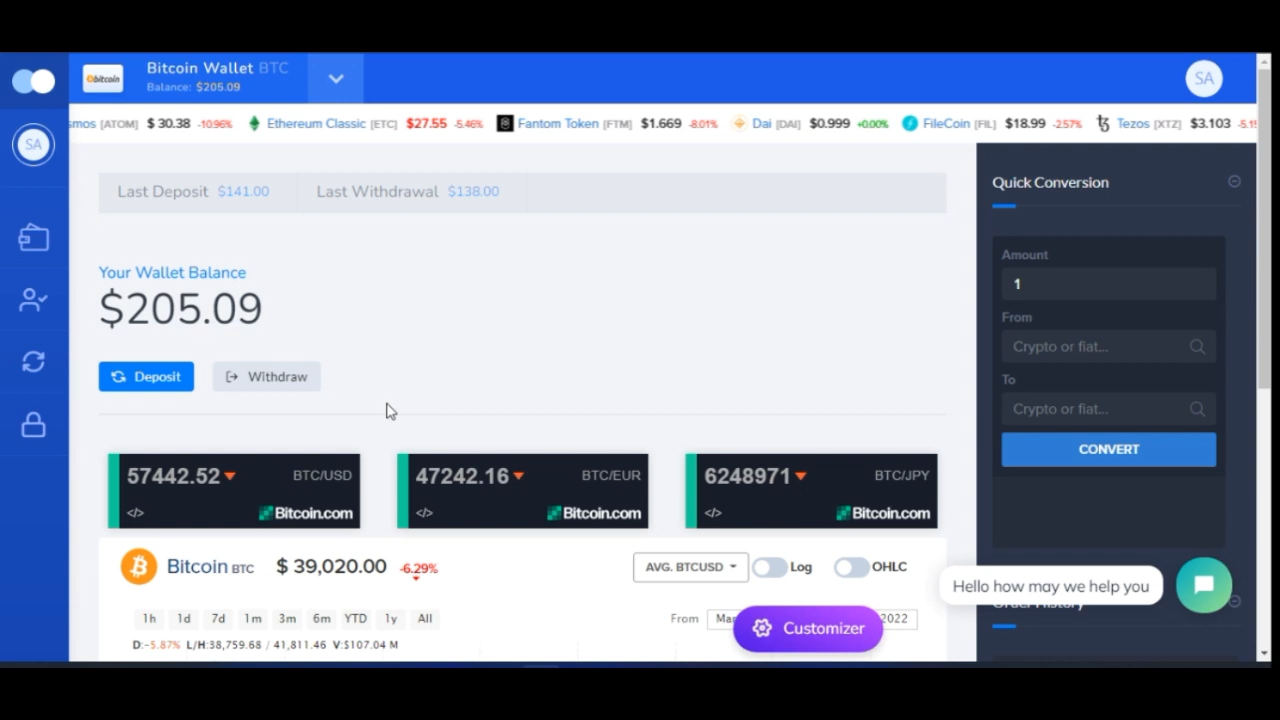 Bitcoin Wallet BTC
Balance: $205.09
bitcoin
SA
smos [ATOM] $ 30.38 -10.96% Ethereum Classic [ETC] $27.55 -5.46% Fantom Token [FTM] $1.669 -8.01% Dai [DAI] $0.999 +0.00% FileCoin [FIL] $18.99 -2.57% Tezos [XTZ] $3.103
SA
Last Deposit $141.00 Last Withdrawal $138.00
Your Wallet Balance
$205.09
Deposit Withdraw
57442.52 BTC/USD
</> Bitcoin.com
47242.16 BTC/EUR
</> Bitcoin.com
6248971 BTC/JPY
</> Bitcoin.com
Bitcoin BTC $ 39,020.00 -6.29% AVG. BTCUSD Log OHLC
1h 1d 7d 1m 3m 6m YTD 1y All From 2022
D:-5.87% L/H:38,759.68 / 41,811.46 V:$107.04 M
Customizer
Quick Conversion
Amount
1
From
Crypto or fiat...
To
Crypto or fiat...
CONVERT
Hello how may we help you
Order History